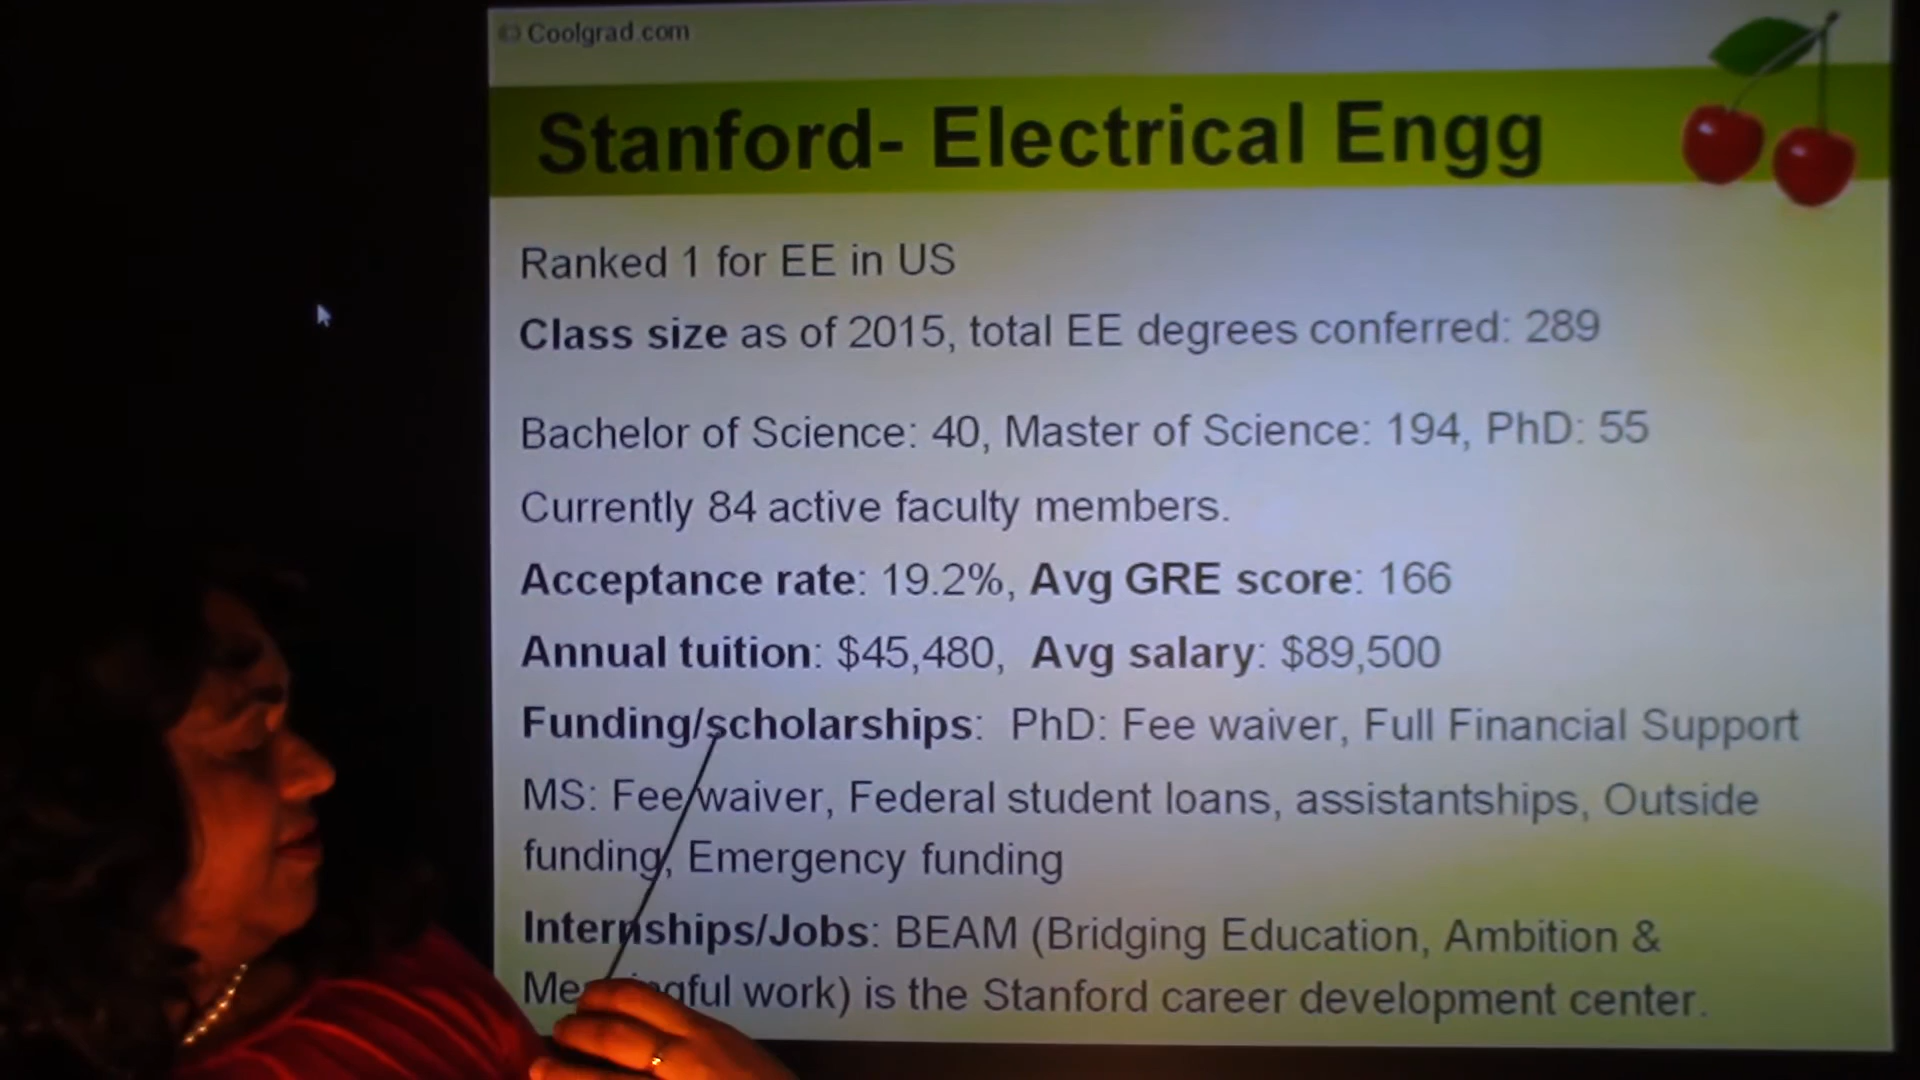 © Coolgrad.com
Stanford- Electrical Engg
Ranked 1 for EE in US
Class size as of 2015, total EE degrees conferred: 289
Bachelor of Science: 40, Master of Science: 194, PhD: 55
Currently 84 active faculty members.
Acceptance rate: 19.2%, Avg GRE score: 166
Annual tuition: $45,480, Avg salary: $89,500
Funding/scholarships: PhD: Fee waiver, Full Financial Support
MS: Fee waiver, Federal student loans, assistantships, Outside
funding, Emergency funding
Internships/Jobs: BEAM (Bridging Education, Ambition &
work) is the Stanford career development center.